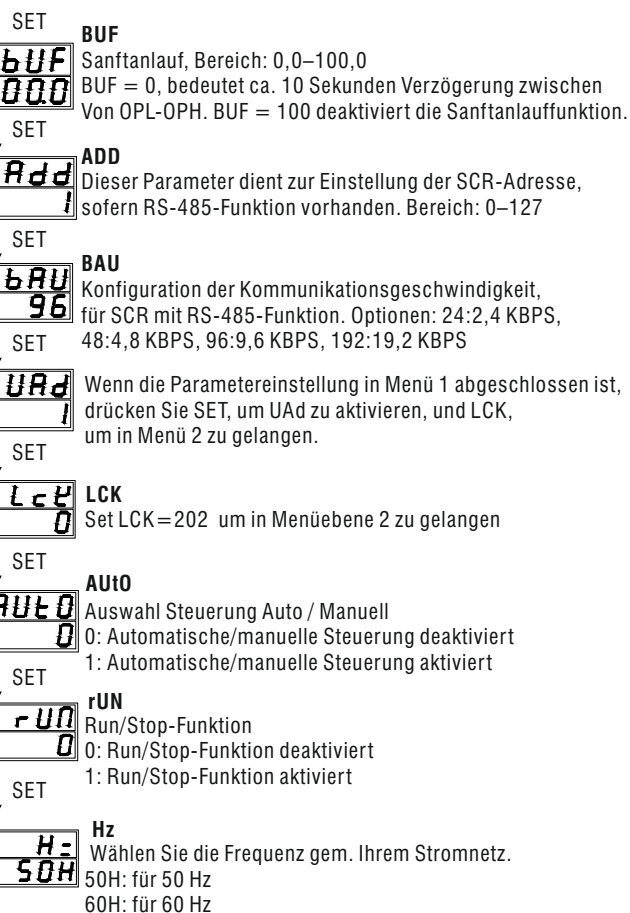 SET
BUF
bUF
Sanftanlauf, Bereich: 0,0–100,0
00.0
BUF = 0, bedeutet ca. 10 Sekunden Verzögerung zwischen
Von OPL-OPH. BUF = 100 deaktiviert die Sanftanlauffunktion.
SET
ADD
Add
Dieser Parameter dient zur Einstellung der SCR-Adresse,
1
sofern RS-485-Funktion vorhanden. Bereich: 0–127
SET
BAU
bAU
Konfiguration der Kommunikationsgeschwindigkeit,
96
für SCR mit RS-485-Funktion. Optionen: 24:2,4 KBPS,
SET
48:4,8 KBPS, 96:9,6 KBPS, 192:19,2 KBPS
UAd
Wenn die Parametereinstellung in Menü 1 abgeschlossen ist,
1
drücken Sie SET, um UAd zu aktivieren, und LCK,
um in Menü 2 zu gelangen.
SET
LCK
LCK
0
Set LCK=202 um in Menüebene 2 zu gelangen
SET
AUtO
AUtO
Auswahl Steuerung Auto / Manuell
0
0: Automatische/manuelle Steuerung deaktiviert
1: Automatische/manuelle Steuerung aktiviert
SET
rUN
rUN
Run/Stop-Funktion
0
0: Run/Stop-Funktion deaktiviert
1: Run/Stop-Funktion aktiviert
SET
Hz
H=
Wählen Sie die Frequenz gem. Ihrem Stromnetz.
50H
50H: für 50 Hz
60H: für 60 Hz